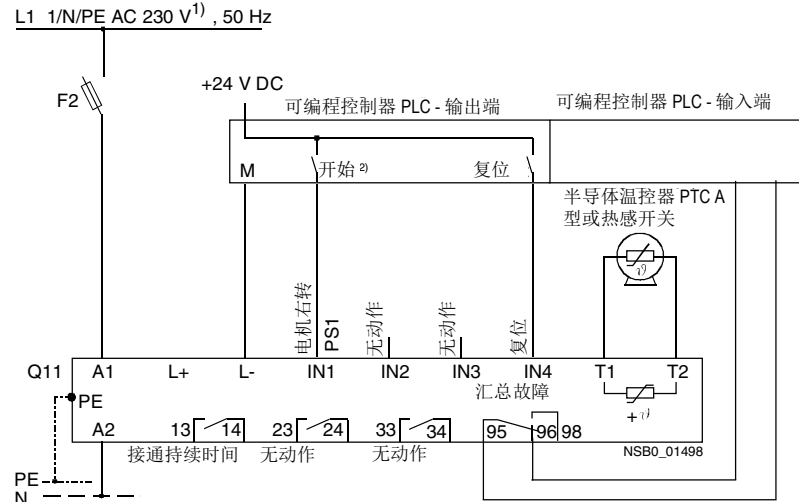 L1 1/N/PE AC 230 V1) , 50 Hz
F2
+24 V DC
可编程控制器 PLC - 输出端
可编程控制器 PLC - 输入端
M
开始 2)
复位
半导体温控器 PTC A
型或热感开关
ϑ
电机右转
PS1
无动作
无动作
复位
Q11
A1
L+
L-
IN1
IN2
IN3
IN4
T1
T2
汇总故障
PE
+ϑ
A2
13
14
23
24
33
34
95
96
98
接通持续时间
无动作
无动作
NSB0_01498
PE
N